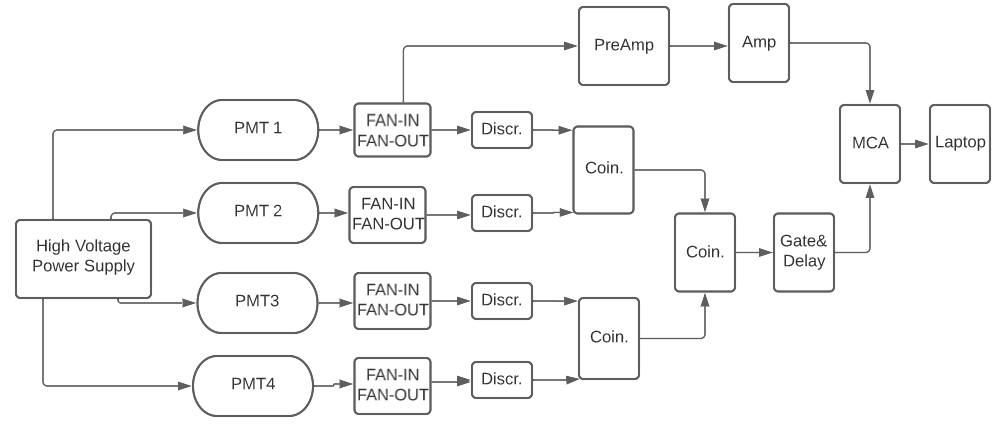 PreAmp
Amp
PMT 1
FAN-IN
FAN-OUT
Discr.
MCA
Laptop
Coin.
PMT 2
FAN-IN
FAN-OUT
Discr.
High Voltage
Power Supply
Coin.
Gate&
Delay
PMT3
FAN-IN
FAN-OUT
Discr.
Coin.
PMT4
FAN-IN
FAN-OUT
Discr.